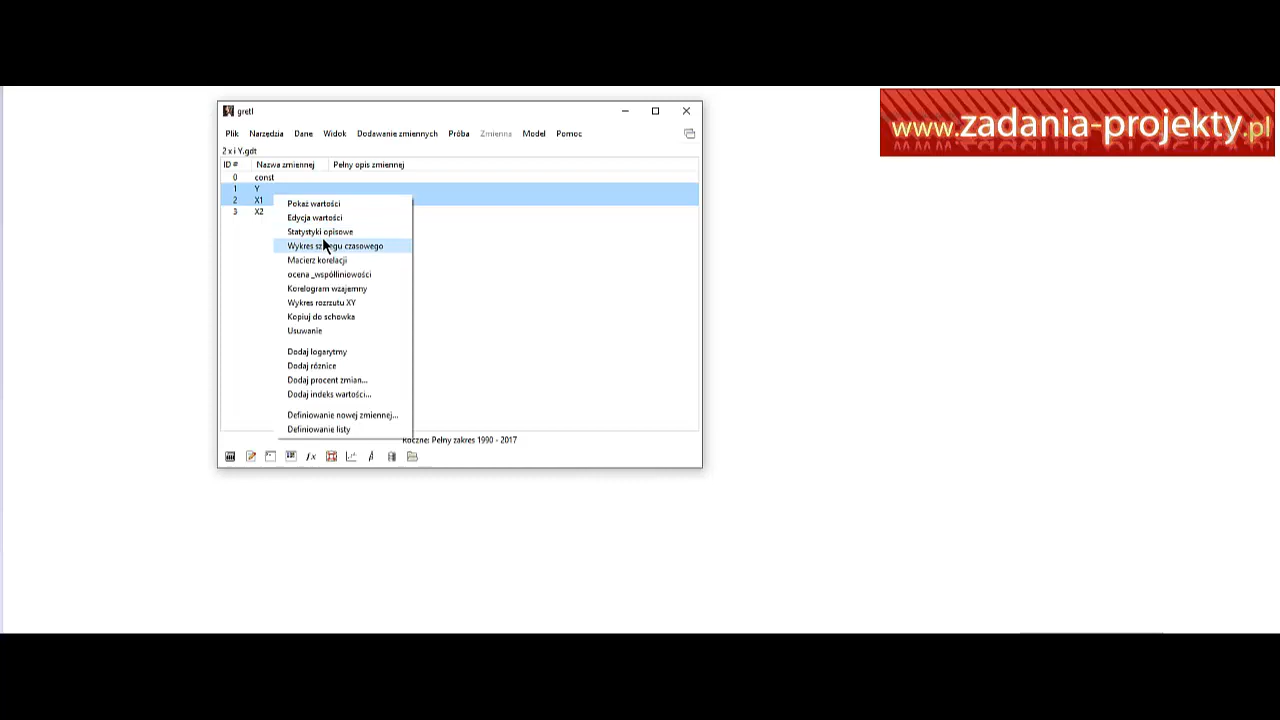 www.zadania-projekty.pl
gretl
Plik Narzędzia Dane Widok Dodawanie zmiennych Próba Zmienna Model Pomoc
2 x i Y.gdt
ID # Nazwa zmiennej Pełny opis zmiennej
0 const
1 Y
2 X1
3 X2
Pokaż wartości
Edycja wartości
Statystyki opisowe
Wykres szeregu czasowego
Macierz korelacji
ocena _współliniowości
Korelogram wzajemny
Wykres rozrzutu XY
Kopiuj do schowka
Usuwanie
Dodaj logarytmy
Dodaj różnice
Dodaj procent zmian...
Dodaj indeks wartości...
Definiowanie nowej zmiennej...
Definiowanie listy
Roczne: Pełny zakres 1990 - 2017